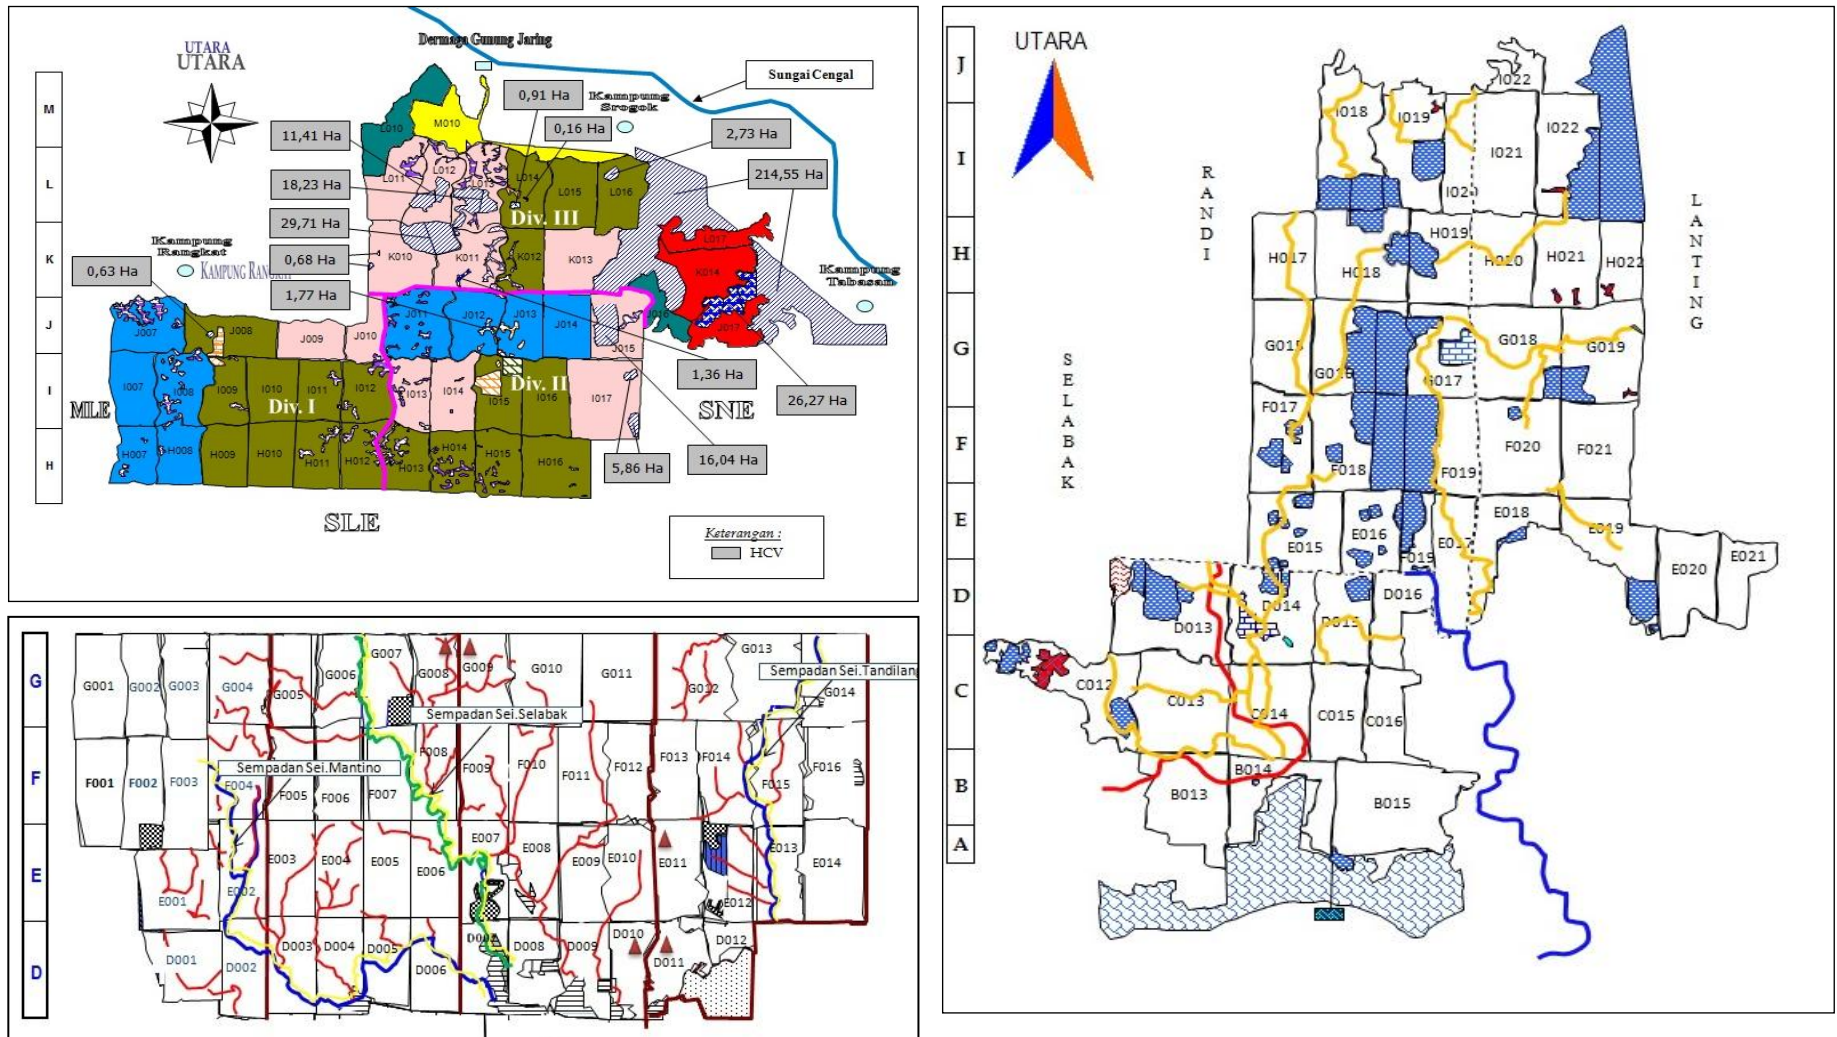 UTARA
UTARA
Dermaga Gunung Jaring
Sungai Cengal
Kampung
Srogok
Kampung
Rangkat
Kampung
Tabasan
0,91 Ha
0,16 Ha
2,73 Ha
11,41 Ha
214,55 Ha
18,23 Ha
29,71 Ha
0,68 Ha
0,63 Ha
1,77 Ha
1,36 Ha
26,27 Ha
16,04 Ha
5,86 Ha
M
L
K
J
I
H
L010
M010
L011
L012
L013
L014
L015
L016
Div. III
L017
K010
K011
K012
K013
K014
J007
J008
J009
J010
J011
J012
J013
J014
J015
J016
J017
I007
I008
I009
I010
I011
I012
I013
I014
I015
I016
I017
Div. I
Div. II
MLE
SNE
H007
H008
H009
H010
H011
H012
H013
H014
H015
H016
SLE
Keterangan :
HCV
G
F
E
D
G001
G002
G003
G004
G005
G006
G007
G008
G009
G010
G011
G012
G013
G014
Sempadan Sei.Tandilang
Sempadan Sei.Selabak
Sempadan Sei.Mantino
F001
F002
F003
F004
F005
F006
F007
F008
F009
F010
F011
F012
F013
F014
F015
F016
E001
E002
E003
E004
E005
E006
E007
E008
E009
E010
E011
E012
E013
E014
D001
D002
D003
D004
D005
D006
D008
D009
D010
D011
D012
UTARA
J
I
H
G
F
E
D
C
B
A
RANDI
SELABAK
LANTING
I018
I019
I022
I021
I022
H017
H018
H019
H020
H021
H022
G017
G018
G019
F017
F018
F019
F020
F021
E015
E016
F019
E017
E018
E019
E020
E021
D013
D014
D015
D016
C012
C013
C014
C015
C016
B013
B014
B015